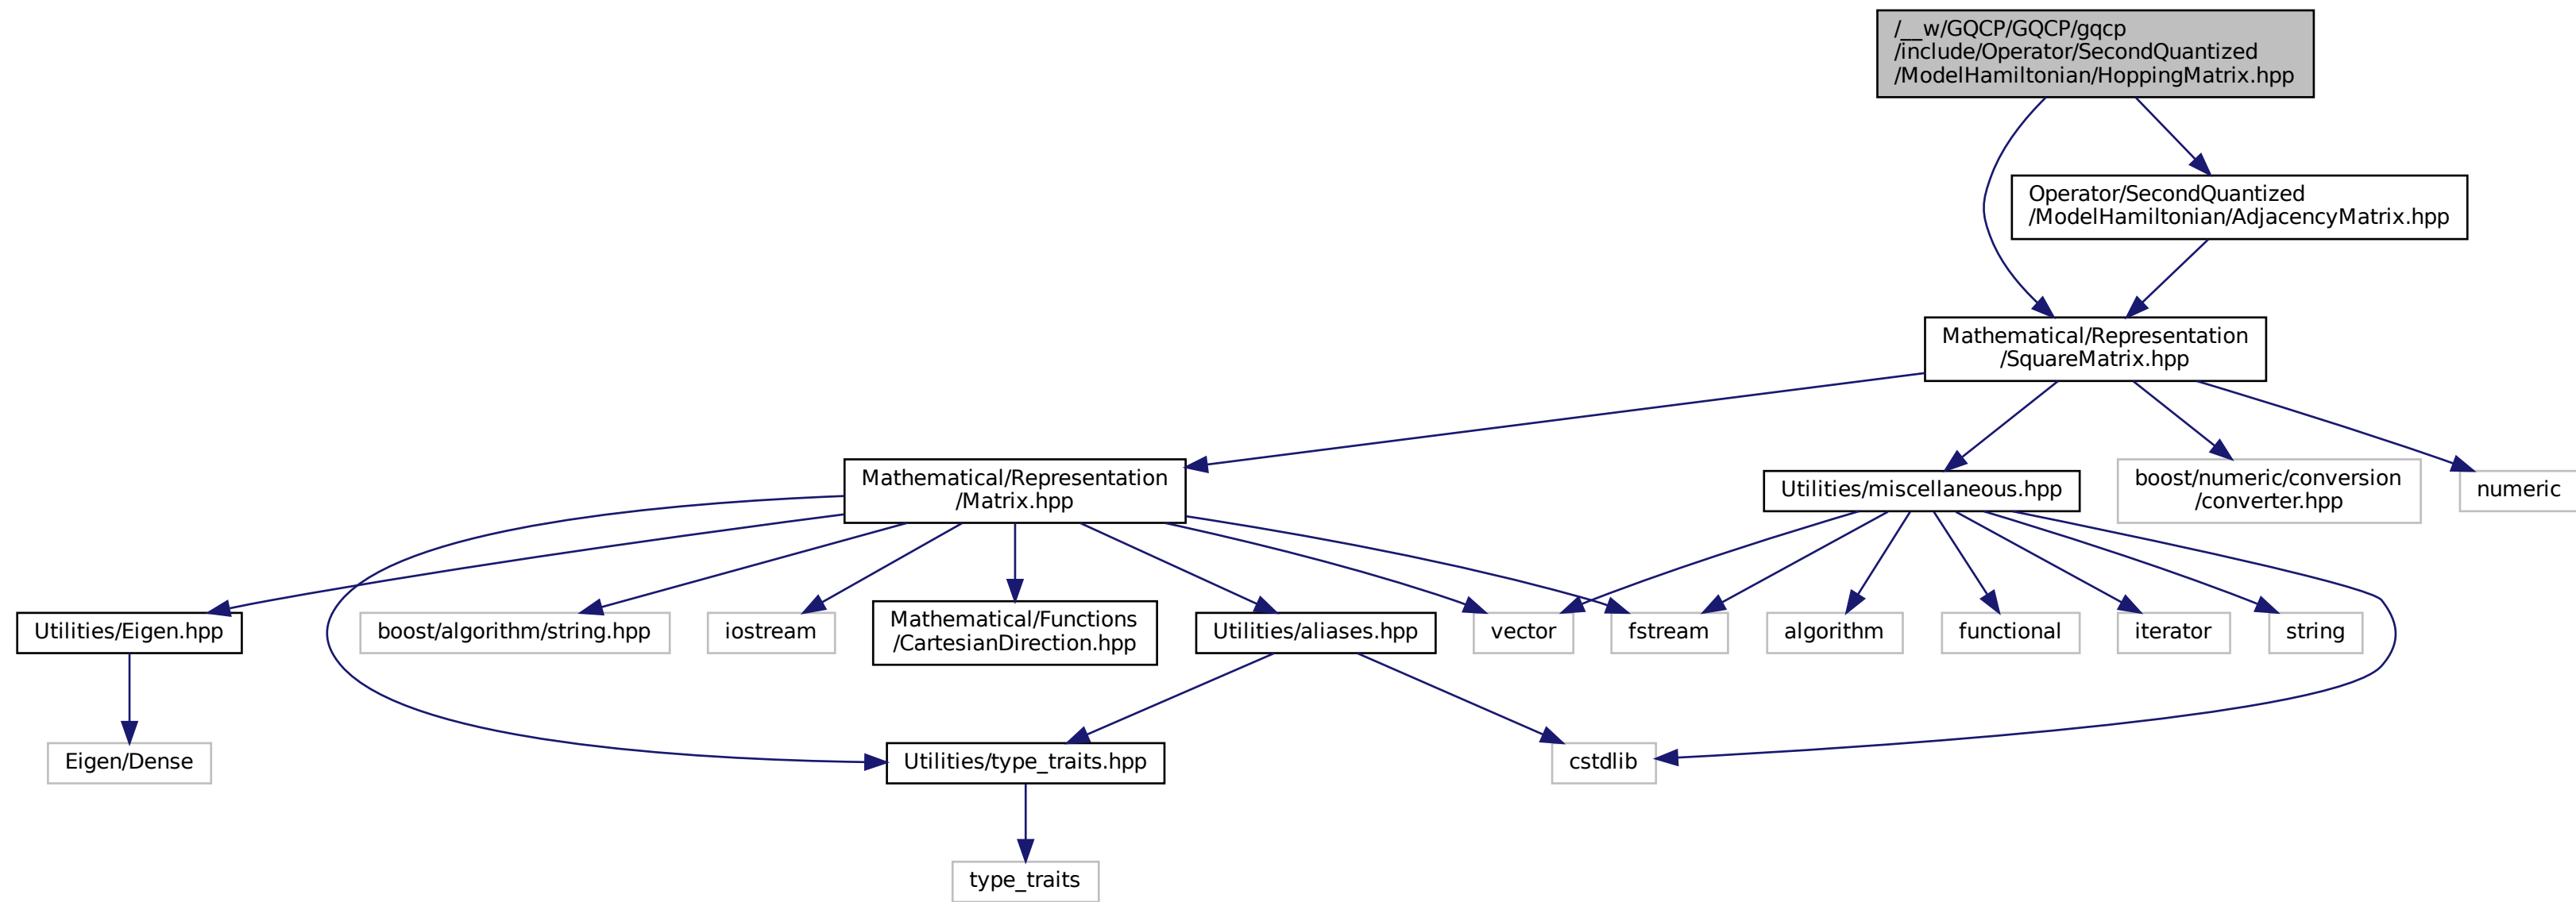 /__w/GQCP/GQCP/gqcp
/include/Operator/SecondQuantized
/ModelHamiltonian/HoppingMatrix.hpp
Operator/SecondQuantized
/ModelHamiltonian/AdjacencyMatrix.hpp
Mathematical/Representation
/SquareMatrix.hpp
Mathematical/Representation
/Matrix.hpp
Utilities/miscellaneous.hpp
boost/numeric/conversion
/converter.hpp
numeric
Utilities/Eigen.hpp
boost/algorithm/string.hpp
iostream
Mathematical/Functions
/CartesianDirection.hpp
Utilities/aliases.hpp
vector
fstream
algorithm
functional
iterator
string
Eigen/Dense
Utilities/type_traits.hpp
cstdlib
type_traits